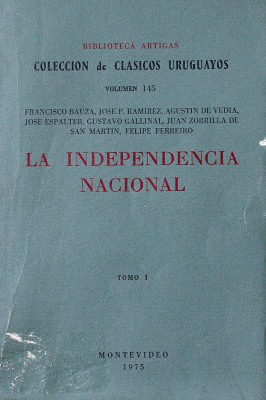 BIBLIOTECA ARTIGAS
COLECCION de CLASICOS URUGUAYOS
VOLUMEN 145
FRANCISCO BAUZA, JOSE P. RAMIREZ, AGUSTIN DE VEDIA,
JOSE ESPALTER, GUSTAVO GALLINAL, JUAN ZORRILLA DE
SAN MARTIN, FELIPE FERREIRO
LA INDEPENDENCIA
NACIONAL
TOMO I
MONTEVIDEO
1975